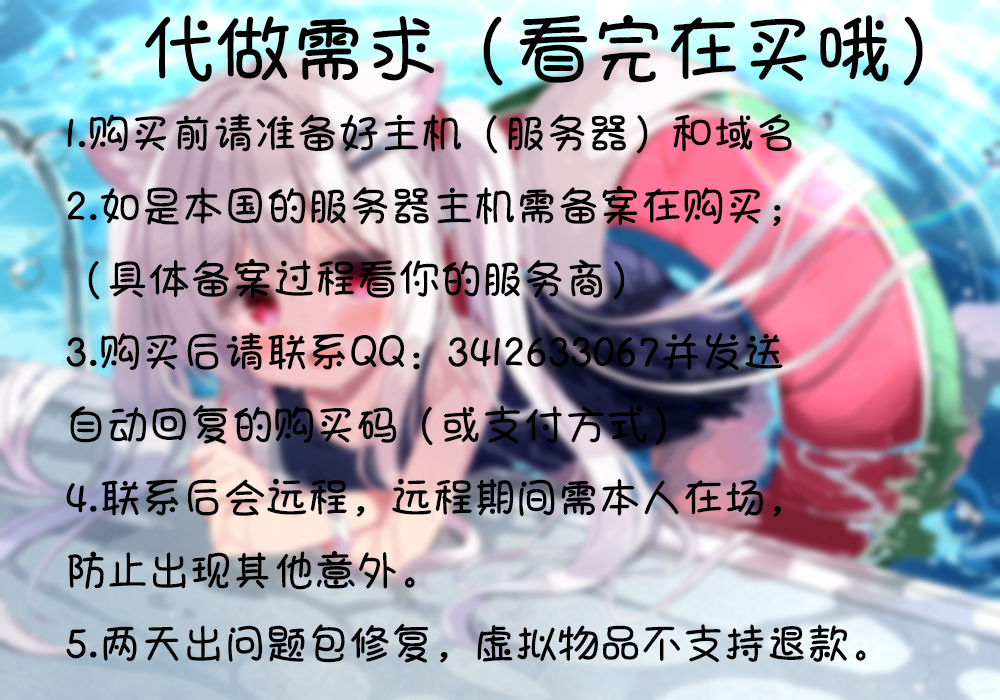 代做需求（看完在买哦）
1.购买前请准备好主机（服务器）和域名
2.如是本国的服务器主机需备案在购买；
（具体备案过程看你的服务商）
3.购买后请联系QQ：3412633067并发送
自动回复的购买码（或支付方式）
4.联系后会远程，远程期间需本人在场，
防止出现其他意外。
5.两天出问题包修复，虚拟物品不支持退款。